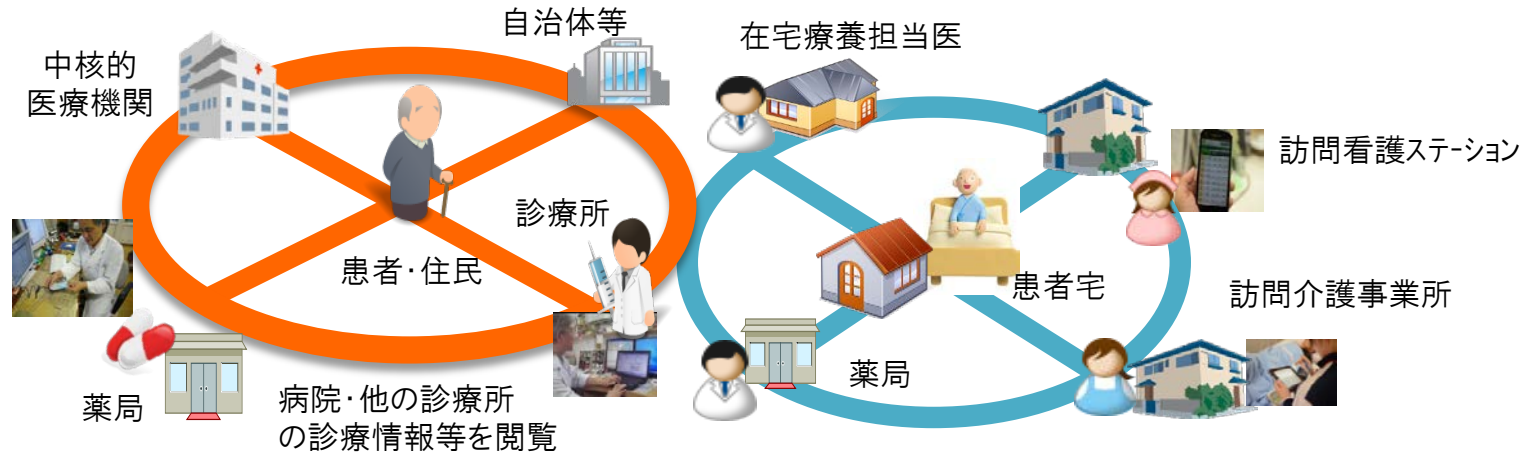 自治体等
中核的
医療機関
患者・住民
診療所
薬局
病院・他の診療所
の診療情報等を閲覧
在宅療養担当医
訪問看護ステーション
患者宅
訪問介護事業所
薬局